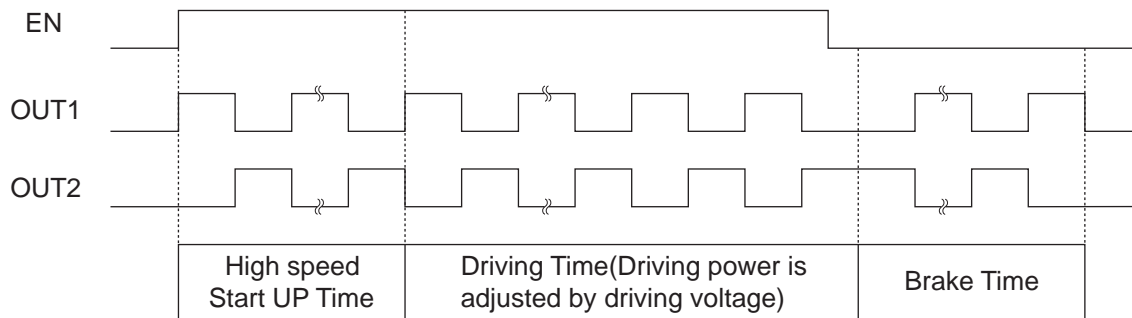 EN
OUT1
OUT2
High speed
Start UP Time
Driving Time(Driving power is
adjusted by driving voltage)
Brake Time